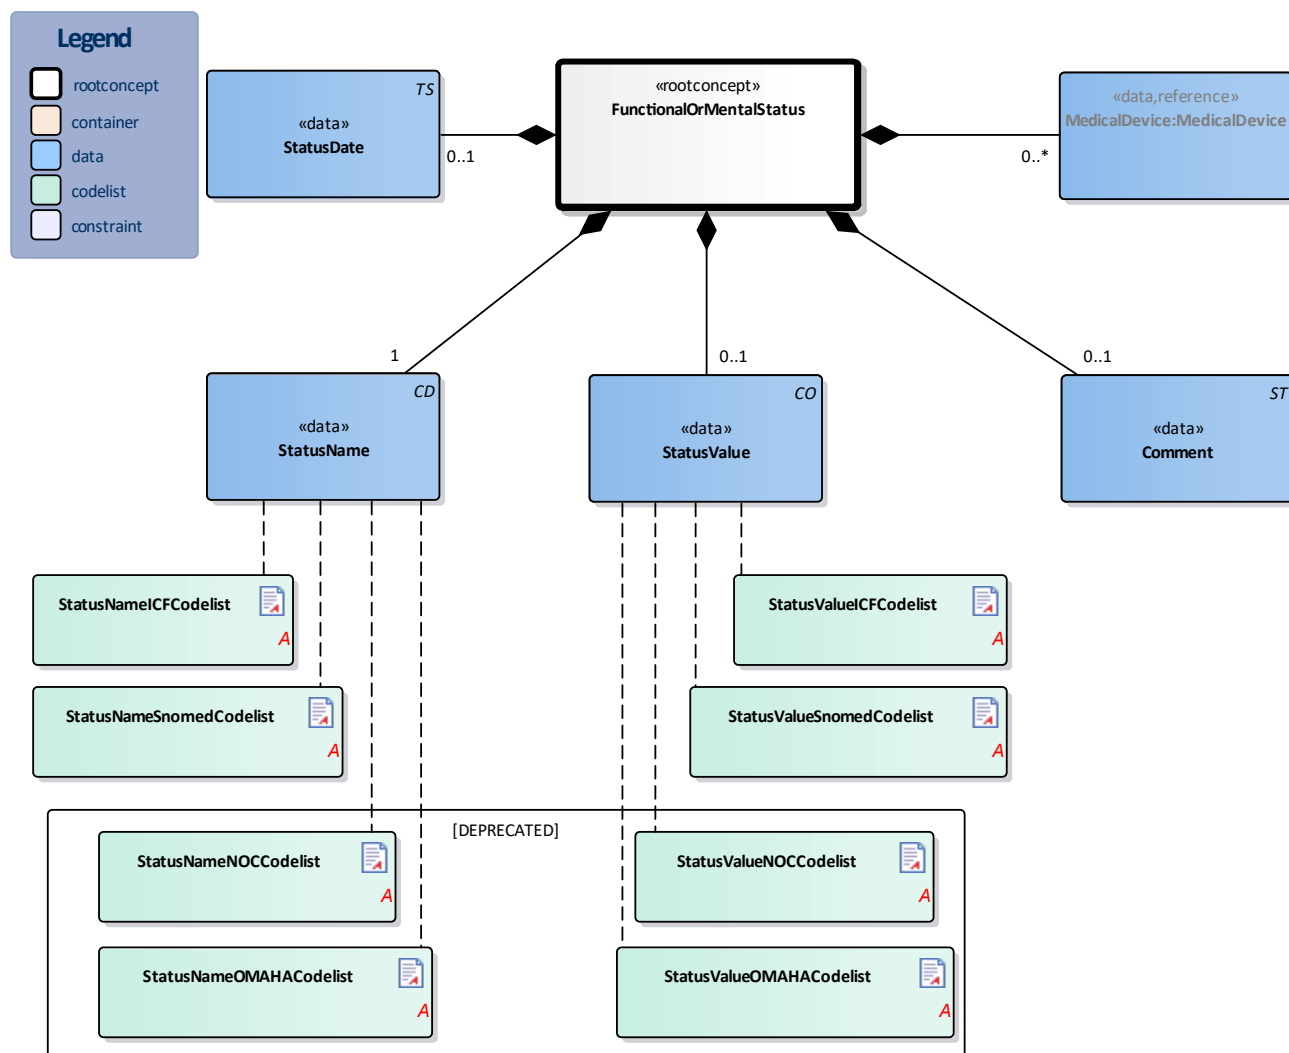 Legend
rootconcept
container
data
codelist
constraint
TS
«data»
StatusDate
0..1
«rootconcept»
FunctionalOrMentalStatus
«data,reference»
MedicalDevice:MedicalDevice
0..*
1
0..1
0..1
CD
«data»
StatusName
CO
«data»
StatusValue
ST
«data»
Comment
StatusNameICFCodelist
A
StatusValueICFCodelist
A
StatusNameSnomedCodelist
A
StatusValueSnomedCodelist
A
[DEPRECATED]
StatusNameNOCCodelist
A
StatusValueNOCCodelist
A
StatusNameOMAHACodelist
A
StatusValueOMAHACodelist
A